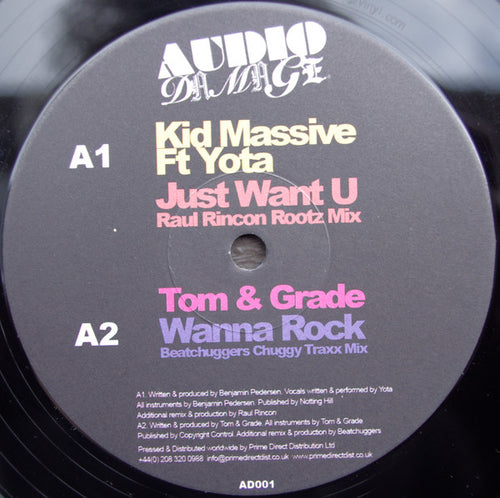 vinyl.com
AUDIO
DAMAGE
A1
Kid Massive
Ft Yota
Just Want U
Raul Rincon Rootz Mix
Tom & Grade
A2
Wanna Rock
Beatchuggers Chuggy Traxx Mix
A1. Written & produced by Benjamin Pedersen. Vocals written & performed by Yota
All instruments by Benjamin Pedersen. Published by Notting Hill
Additional remix & production by Raul Rincon
A2. Written & produced by Tom & Grade. All instruments by Tom & Grade
Published by Copyright Control. Additional remix & production by Beatchuggers
Pressed & Distributed worldwide by Prime Direct Distribution Ltd
+44(0) 208 320 0988 info@primedirectdist.co.uk www.primedirectdist.co.uk
AD001